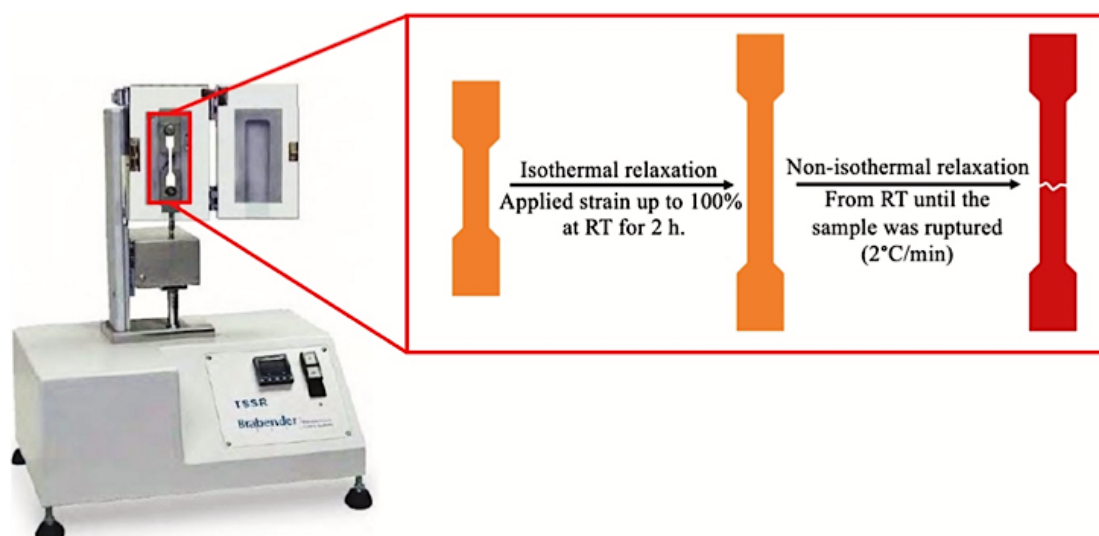 Isothermal relaxation
Applied strain up to 100%
at RT for 2 h.
Non-isothermal relaxation
From RT until the
sample was ruptured
(2°C/min)
TSSR
Brabender